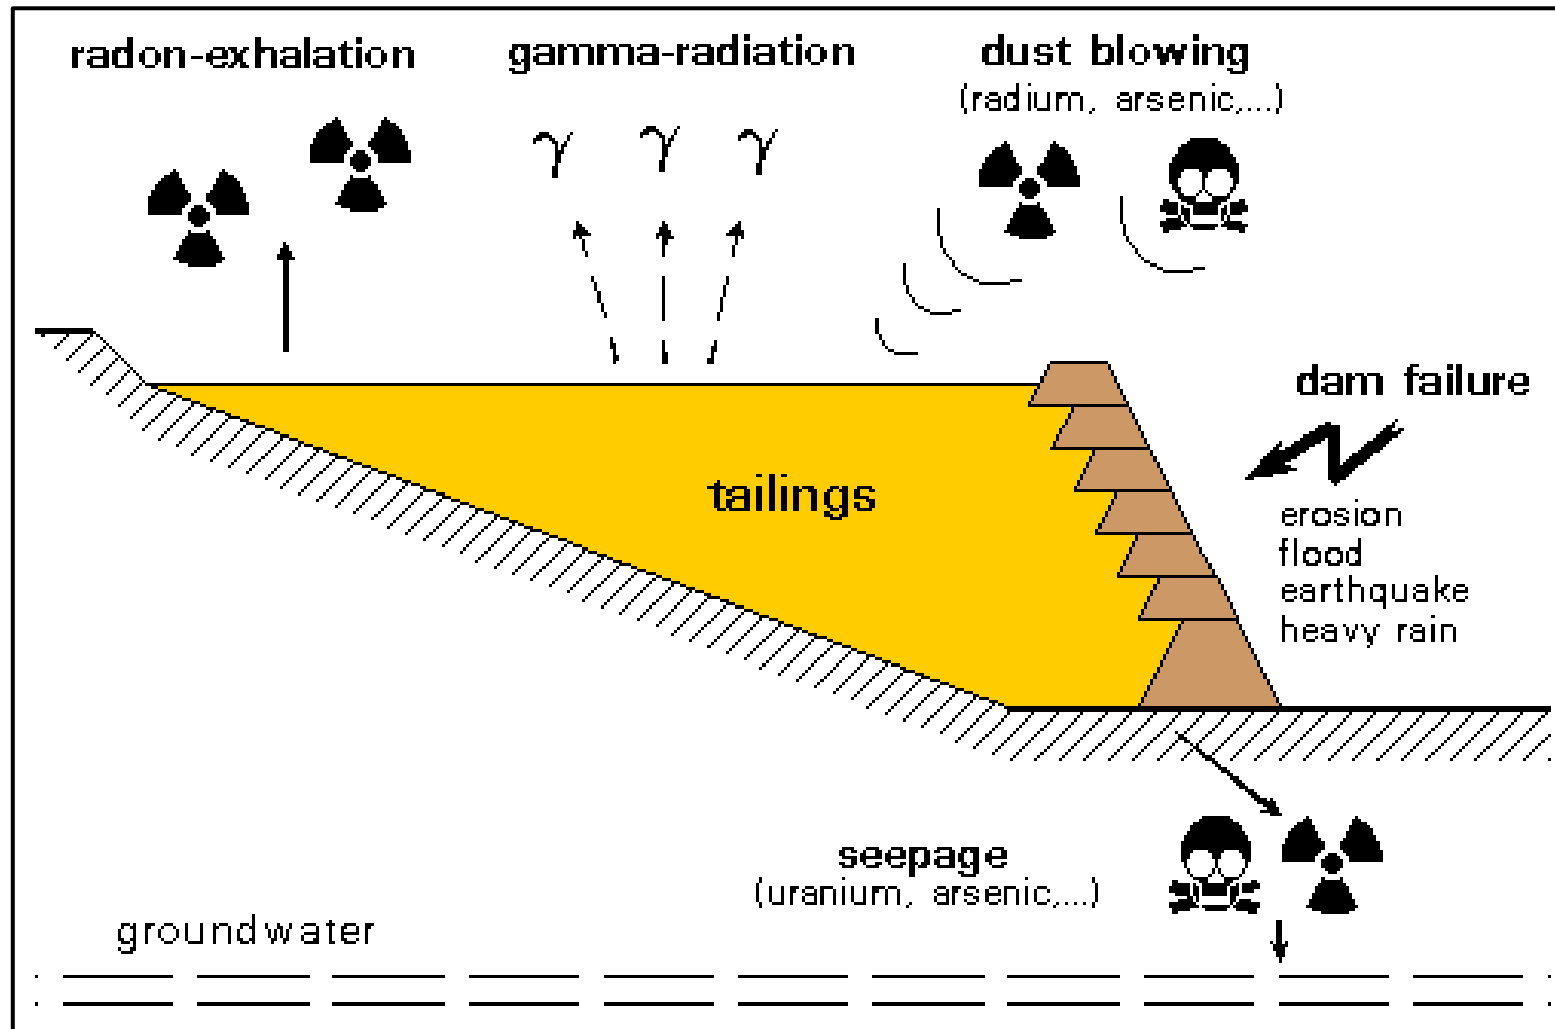 radon-exhalation
gamma-radiation
dust blowing
(radium, arsenic,...)
γ γ γ
dam failure
erosion
flood
earthquake
heavy rain
tailings
seepage
(uranium, arsenic,...)
groundwater